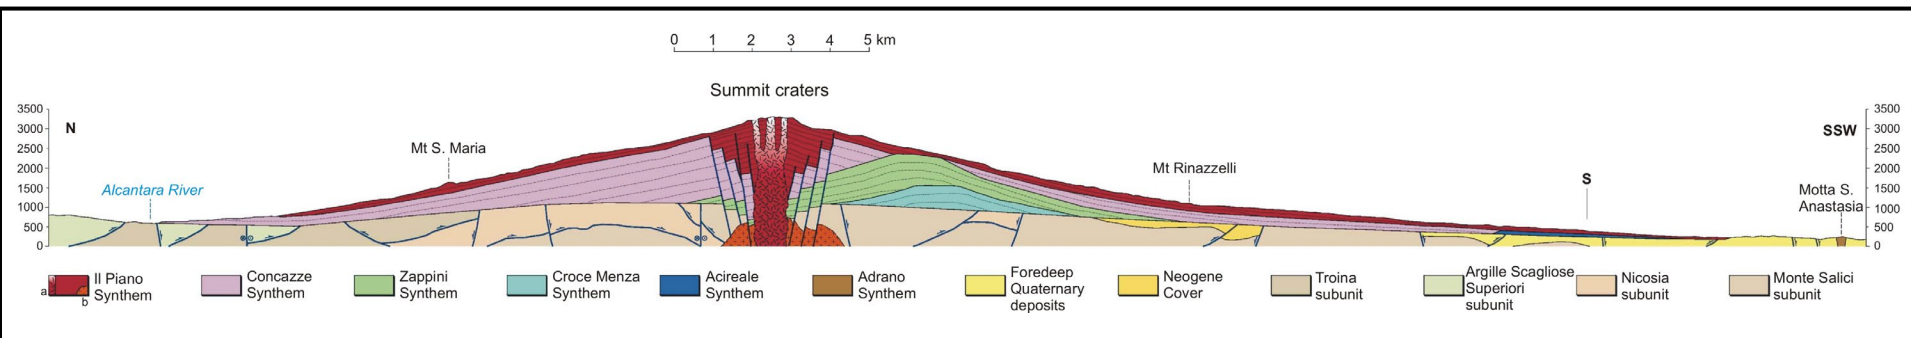 0 1 2 3 4 5 km
Summit craters
3500
3000
2500
2000
1500
1000
500
0
N
Mt S. Maria
Alcantara River
Mt Rinazzelli
S
SSW
Motta S.
Anastasia
3500
3000
2500
2000
1500
1000
500
0
a
b
Il Piano
Synthem
Concazze
Synthem
Zappini
Synthem
Croce Menza
Synthem
Acireale
Synthem
Adrano
Synthem
Foredeep
Quaternary
deposits
Neogene
Cover
Troina
subunit
Argille Scagliose
Superiori
subunit
Nicosia
subunit
Monte Salici
subunit